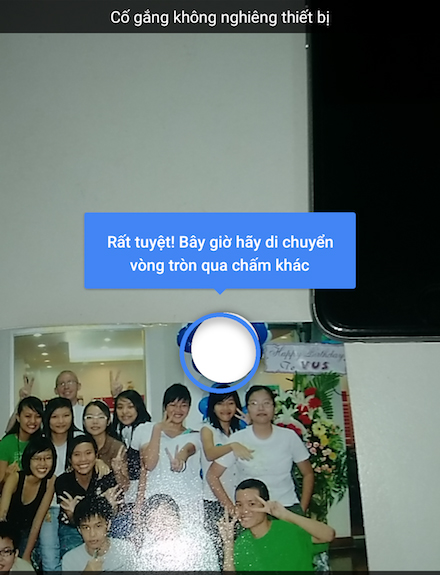 Cố gắng không nghiêng thiết bị
Rất tuyệt! Bây giờ hãy di chuyển
vòng tròn qua chấm khác
Happy Birthday
To VUS